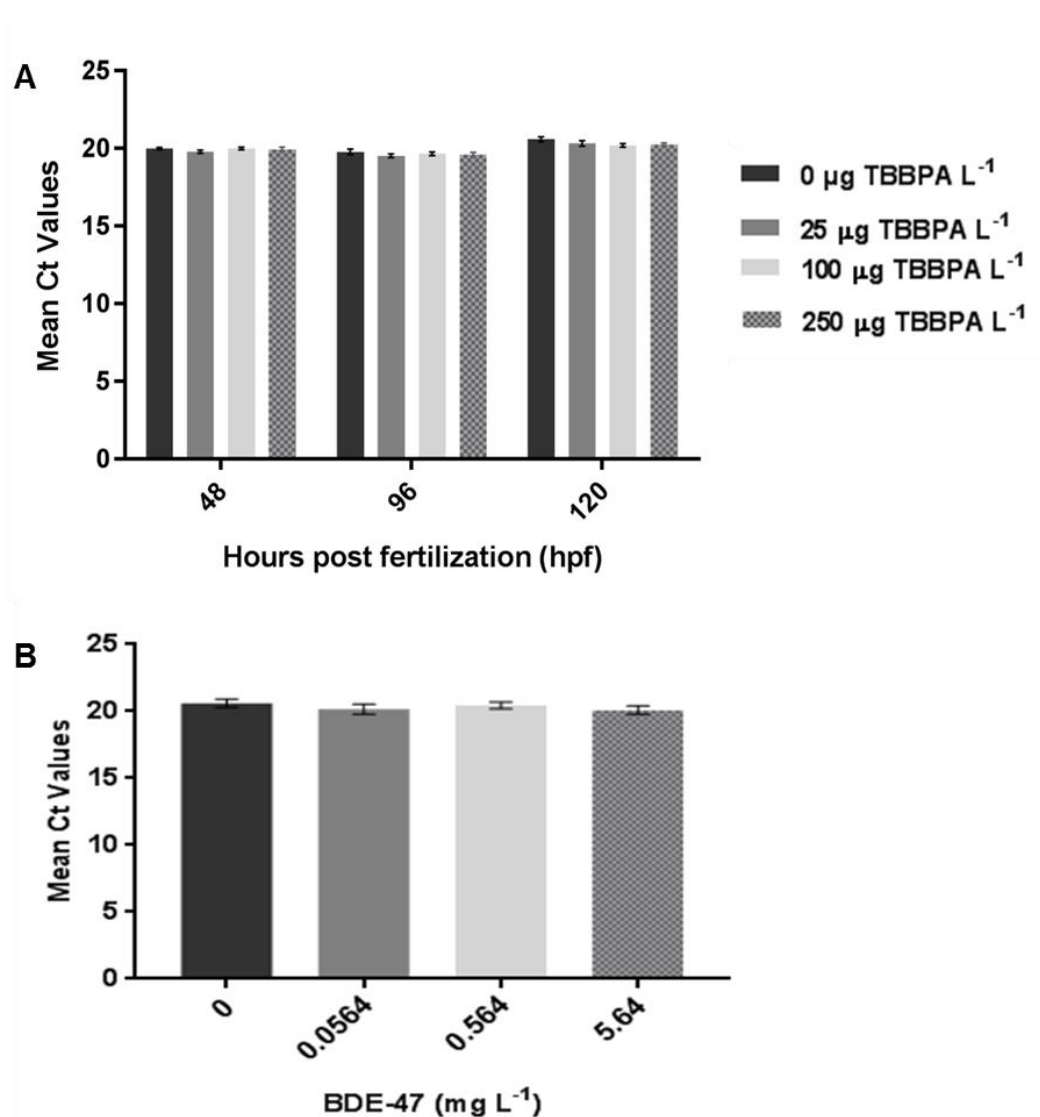 A
25
20
15
10
5
0
Mean Ct Values
48
96
120
Hours post fertilization (hpf)
0 µg TBBPA L⁻¹
25 µg TBBPA L⁻¹
100 µg TBBPA L⁻¹
250 µg TBBPA L⁻¹
B
25
20
15
10
5
0
Mean Ct Values
0
0.0564
0.564
5.64
BDE-47 (mg L⁻¹)